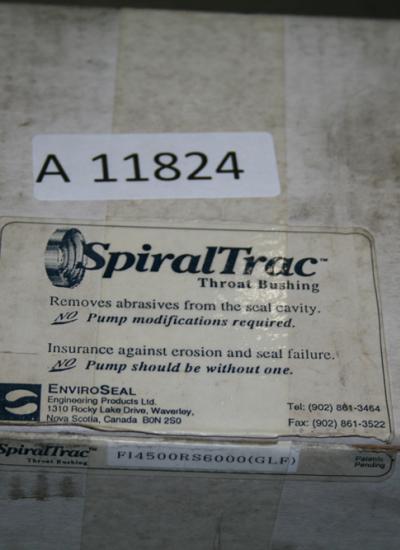 A 11824
SpiralTrac™
Throat Bushing
Removes abrasives from the seal cavity.
NO Pump modifications required.
Insurance against erosion and seal failure.
NO Pump should be without one.
ENVIROSEAL
Engineering Products Ltd.
1310 Rocky Lake Drive, Waverley,
Nova Scotia, Canada B0N 2S0
Tel: (902) 861-3464
Fax: (902) 861-3522
SpiralTrac™
Throat Bushing
FI4500RS6000(GLF)
Patents
Pending